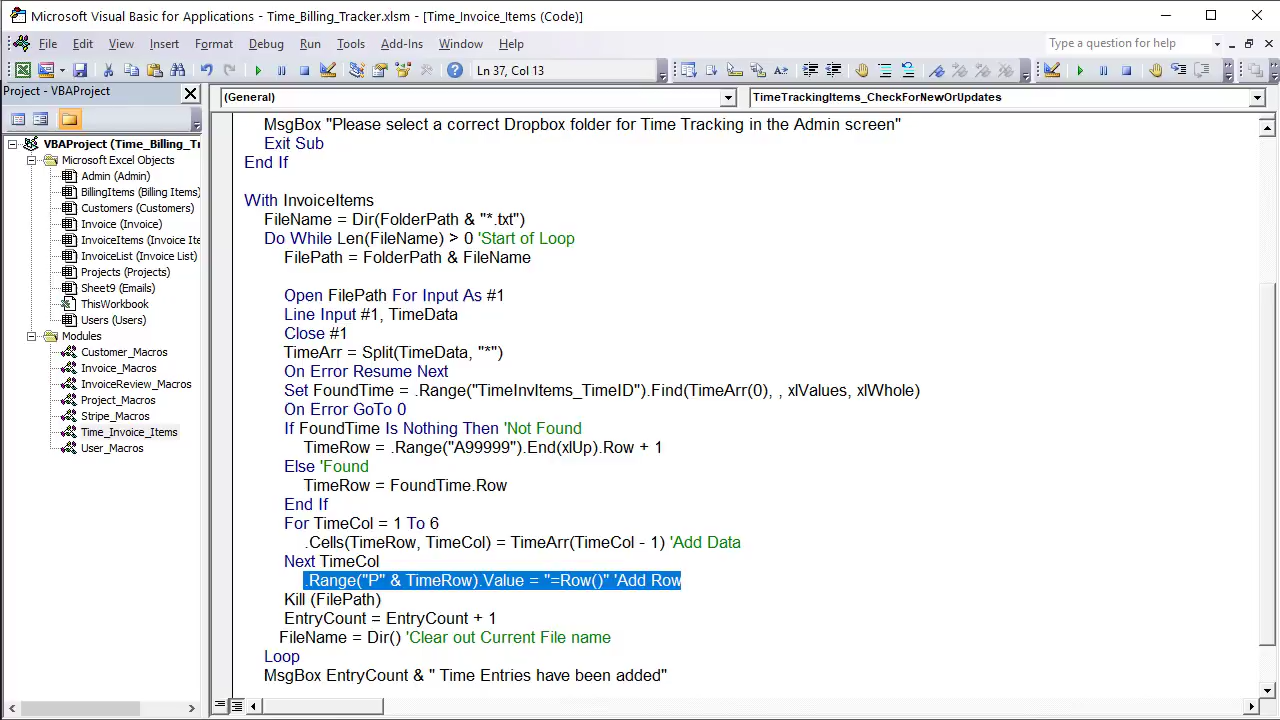 Microsoft Visual Basic for Applications - Time_Billing_Tracker.xlsm - [Time_Invoice_Items (Code)]
File Edit View Insert Format Debug Run Tools Add-Ins Window Help
Type a question for help
Ln 37, Col 13
Project - VBAProject
(General)
TimeTrackingItems_CheckForNewOrUpdates
VBAProject (Time_Billing_Tr
Microsoft Excel Objects
Admin (Admin)
BillingItems (Billing Items)
Customers (Customers)
Invoice (Invoice)
InvoiceItems (Invoice Ite
InvoiceList (Invoice List)
Projects (Projects)
Sheet9 (Emails)
ThisWorkbook
Users (Users)
Modules
Customer_Macros
Invoice_Macros
InvoiceReview_Macros
Project_Macros
Stripe_Macros
Time_Invoice_Items
User_Macros
MsgBox "Please select a correct Dropbox folder for Time Tracking in the Admin screen"
Exit Sub
End If
With InvoiceItems
FileName = Dir(FolderPath & "*.txt")
Do While Len(FileName) > 0 'Start of Loop
FilePath = FolderPath & FileName
Open FilePath For Input As #1
Line Input #1, TimeData
Close #1
TimeArr = Split(TimeData, "*")
On Error Resume Next
Set FoundTime = .Range("TimeInvItems_TimeID").Find(TimeArr(0), , xlValues, xlWhole)
On Error GoTo 0
If FoundTime Is Nothing Then 'Not Found
TimeRow = .Range("A99999").End(xlUp).Row + 1
Else 'Found
TimeRow = FoundTime.Row
End If
For TimeCol = 1 To 6
.Cells(TimeRow, TimeCol) = TimeArr(TimeCol - 1) 'Add Data
Next TimeCol
.Range("P" & TimeRow).Value = "=Row()" 'Add Row
Kill (FilePath)
EntryCount = EntryCount + 1
FileName = Dir() 'Clear out Current File name
Loop
MsgBox EntryCount & " Time Entries have been added"